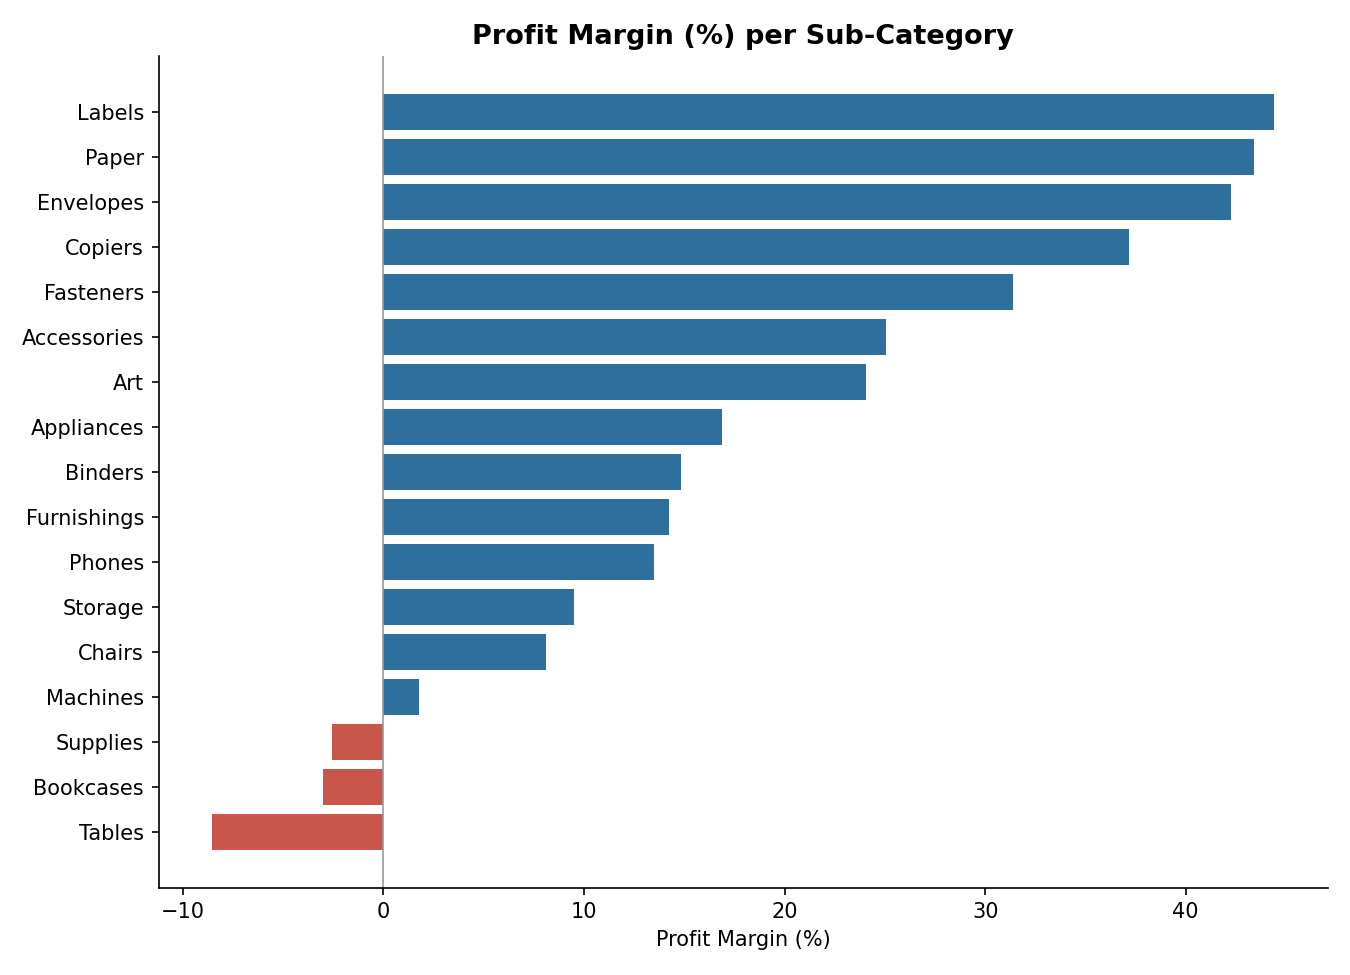 Profit Margin (%) per Sub-Category
Labels
Paper
Envelopes
Copiers
Fasteners
Accessories
Art
Appliances
Binders
Furnishings
Phones
Storage
Chairs
Machines
Supplies
Bookcases
Tables
−10 0 10 20 30 40
Profit Margin (%)